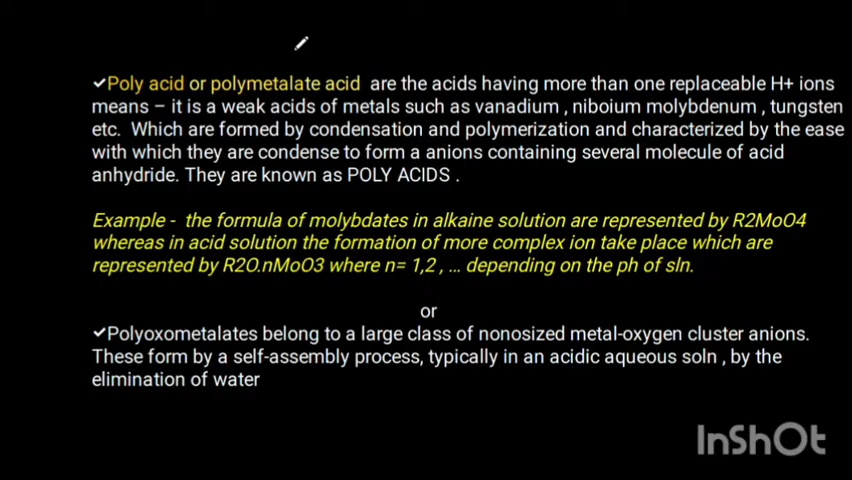 ✓Poly acid or polymetalate acid are the acids having more than one replaceable H+ ions
means – it is a weak acids of metals such as vanadium , niboium molybdenum , tungsten
etc. Which are formed by condensation and polymerization and characterized by the ease
with which they are condense to form a anions containing several molecule of acid
anhydride. They are known as POLY ACIDS .
Example - the formula of molybdates in alkaine solution are represented by R2MoO4
whereas in acid solution the formation of more complex ion take place which are
represented by R2O.nMoO3 where n= 1,2 , ... depending on the ph of sln.
or
✓Polyoxometalates belong to a large class of nonosized metal-oxygen cluster anions.
These form by a self-assembly process, typically in an acidic aqueous soln , by the
elimination of water
InShOt